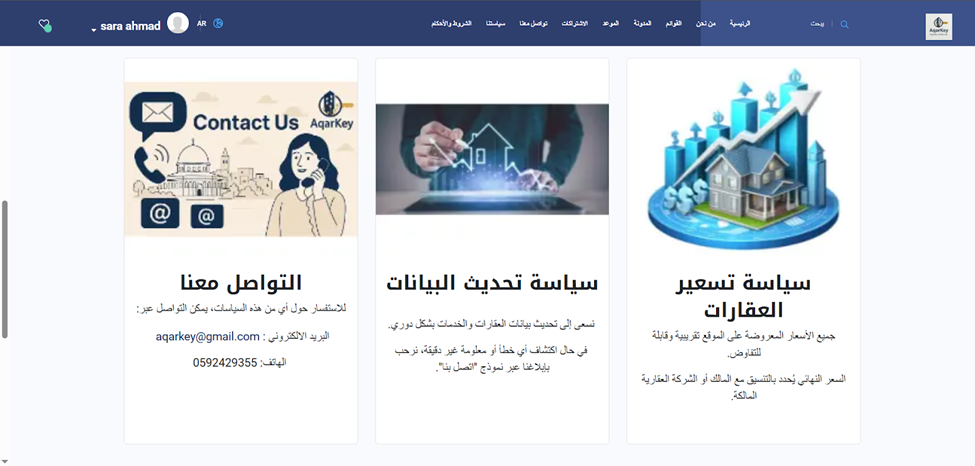 AqarKey
يبحث
الرئيسية
من نحن
القوائم
المدونة
الموعد
الاشتراكات
تواصل معنا
سياستنا
الشروط والأحكام
AR
sara ahmad
سياسة تسعير
العقارات
جميع الأسعار المعروضة على الموقع تقريبية وقابلة
للتفاوض.
السعر النهائي يُحدد بالتنسيق مع المالك أو الشركة العقارية
المالكة.
سياسة تحديث البيانات
نسعى إلى تحديث بيانات العقارات والخدمات بشكل دوري.
في حال اكتشاف أي خطأ أو معلومة غير دقيقة، نرحب
بإبلاغنا عبر نموذج "اتصل بنا".
Contact Us
AqarKey
@
@
التواصل معنا
للاستفسار حول أي من هذه السياسات، يمكن التواصل عبر:
البريد الالكتروني : aqarkey@gmail.com
الهاتف: 0592429355